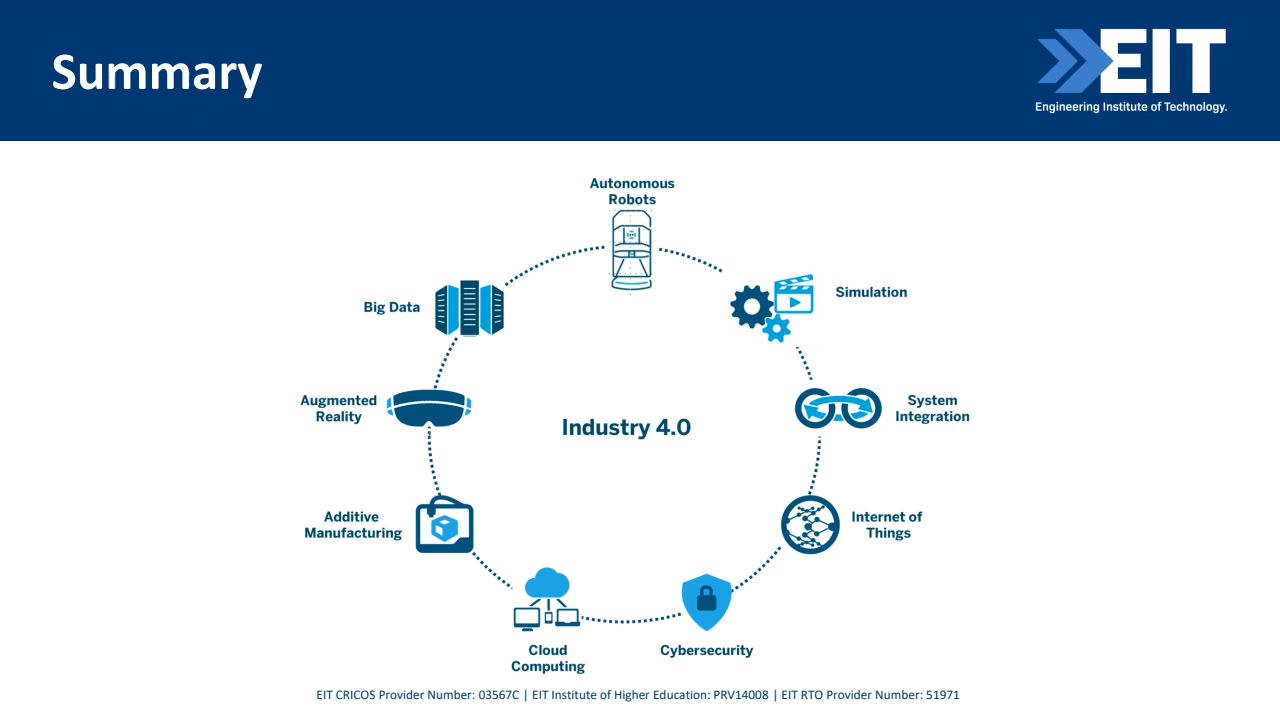 Summary
EIT
Engineering Institute of Technology.
Autonomous
Robots
Simulation
System
Integration
Internet of
Things
Cybersecurity
Cloud
Computing
Additive
Manufacturing
Augmented
Reality
Big Data
Industry 4.0
EIT CRICOS Provider Number: 03567C | EIT Institute of Higher Education: PRV14008 | EIT RTO Provider Number: 51971